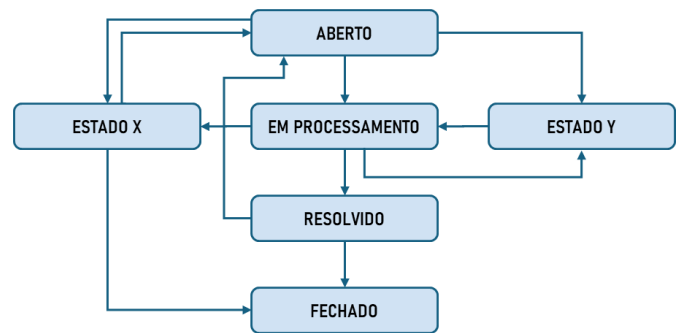 ABERTO
ESTADO X
EM PROCESSAMENTO
ESTADO Y
RESOLVIDO
FECHADO